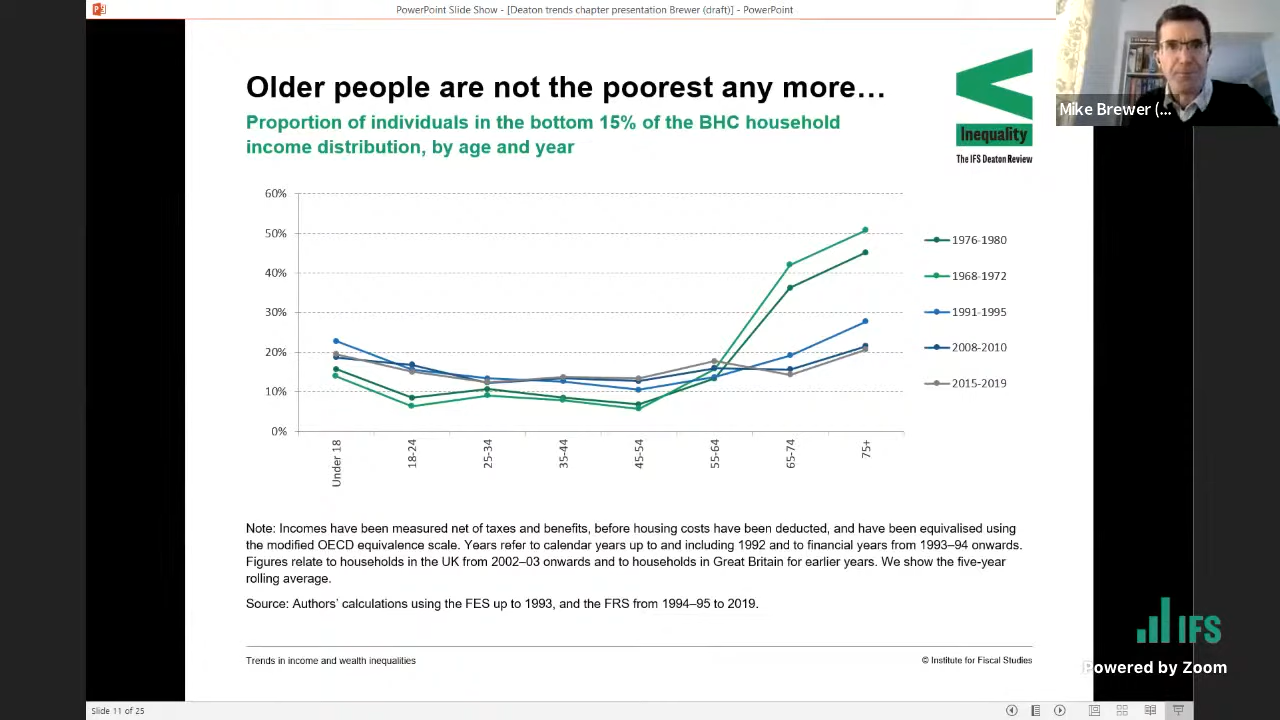 PowerPoint Slide Show - [Deaton trends chapter presentation Brewer (draft)] - PowerPoint
Mike Brewer (...
Older people are not the poorest any more…
Proportion of individuals in the bottom 15% of the BHC household
income distribution, by age and year
Inequality
The IFS Deaton Review
60%
50%
40%
30%
20%
10%
0%
Under 18
18-24
25-34
35-44
45-54
55-64
65-74
75+
1976-1980
1968-1972
1991-1995
2008-2010
2015-2019
Note: Incomes have been measured net of taxes and benefits, before housing costs have been deducted, and have been equivalised using
the modified OECD equivalence scale. Years refer to calendar years up to and including 1992 and to financial years from 1993–94 onwards.
Figures relate to households in the UK from 2002–03 onwards and to households in Great Britain for earlier years. We show the five-year
rolling average.
Source: Authors' calculations using the FES up to 1993, and the FRS from 1994–95 to 2019.
Trends in income and wealth inequalities
© Institute for Fiscal Studies
IFS
Powered by Zoom
Slide 11 of 25